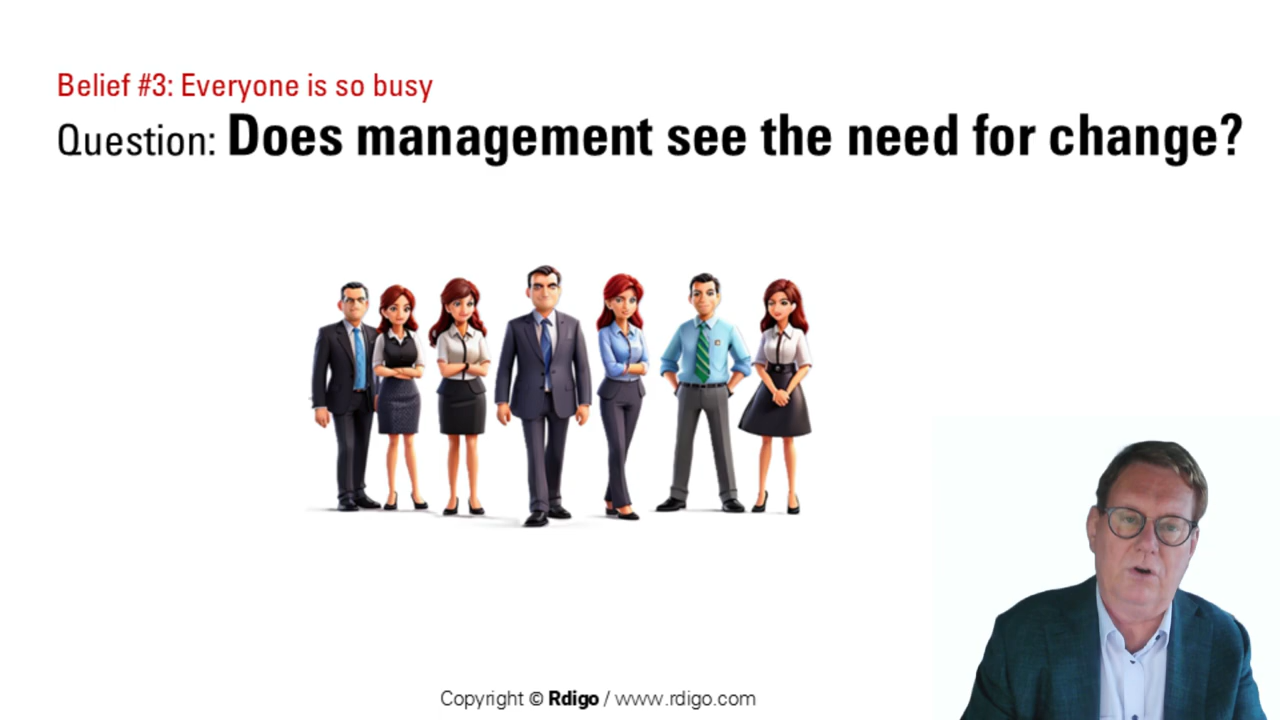 Belief #3: Everyone is so busy
Question: Does management see the need for change?
Copyright © Rdigo / www.rdigo.com